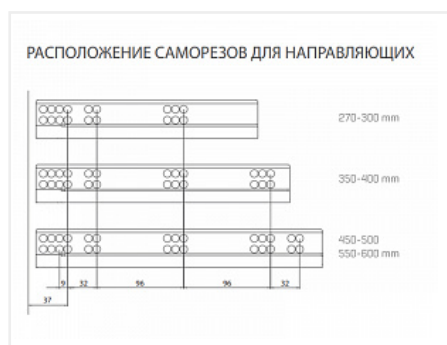 РАСПОЛОЖЕНИЕ САМОРЕЗОВ ДЛЯ НАПРАВЛЯЮЩИХ
270-300 mm
350-400 mm
450-500
550-600 mm
9 32 96 96 32
37